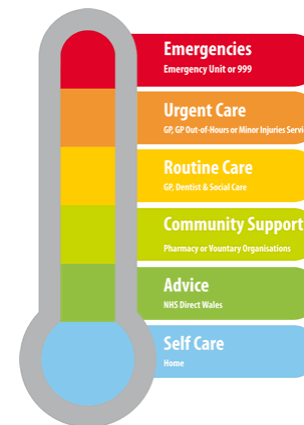 Emergencies
Emergency Unit or 999
Urgent Care
GP, GP Out-of-Hours or Minor Injuries Servi
Routine Care
GP, Dentist & Social Care
Community Support
Pharmacy or Vountary Organisations
Advice
NHS Direct Wales
Self Care
Home